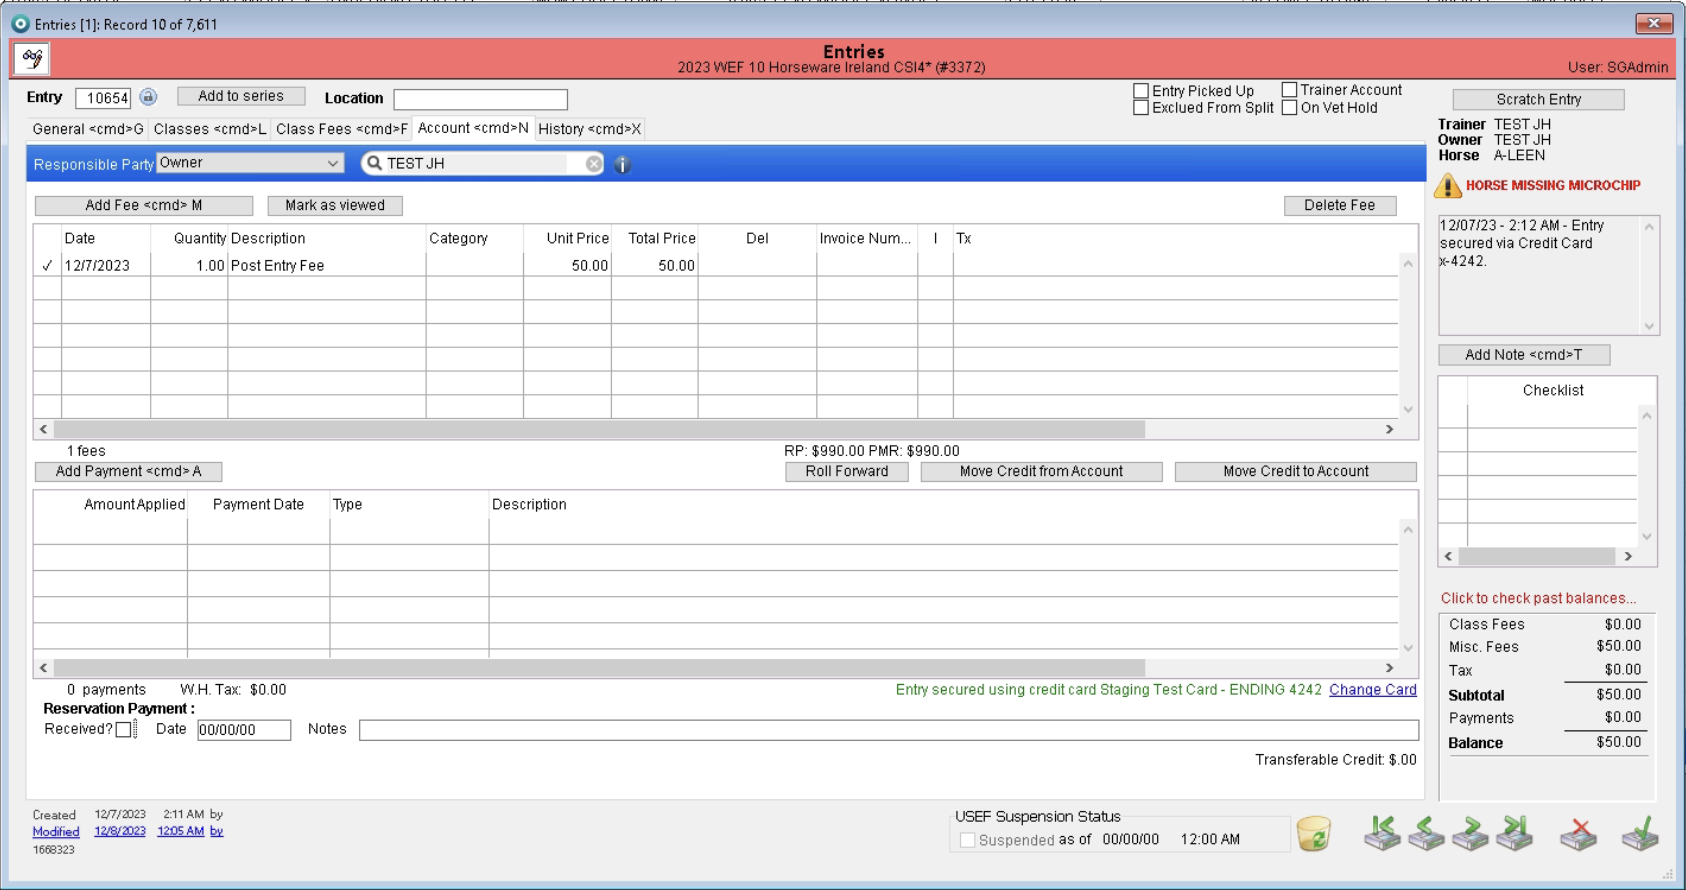 Entries [1]: Record 10 of 7,611
Entries
2023 WEF 10 Horseware Ireland CSI4* (#3372)
User: SGAdmin
Entry 10654 Add to series Location
Entry Picked Up Trainer Account
Exclued From Split On Vet Hold
Scratch Entry
General <cmd>G Classes <cmd>L Class Fees <cmd>F Account <cmd>N History <cmd>X
Trainer TEST JH
Owner TEST JH
Horse A-LEEN
HORSE MISSING MICROCHIP
Responsible Party Owner TEST JH
Add Fee <cmd> M Mark as viewed Delete Fee
Date Quantity Description Category Unit Price Total Price Del Invoice Num... I Tx
✓ 12/7/2023 1.00 Post Entry Fee 50.00 50.00
12/07/23 - 2:12 AM - Entry
secured via Credit Card
x-4242.
Add Note <cmd>T
Checklist
1 fees RP: $990.00 PMR: $990.00
Add Payment <cmd> A Roll Forward Move Credit from Account Move Credit to Account
Amount Applied Payment Date Type Description
0 payments W.H. Tax: $0.00 Entry secured using credit card Staging Test Card - ENDING 4242 Change Card
Reservation Payment :
Received? Date 00/00/00 Notes
Transferable Credit: $.00
Click to check past balances...
Class Fees $0.00
Misc. Fees $50.00
Tax $0.00
Subtotal $50.00
Payments $0.00
Balance $50.00
Created 12/7/2023 2:11 AM by
Modified 12/8/2023 12:05 AM by
1668323
USEF Suspension Status
Suspended as of 00/00/00 12:00 AM